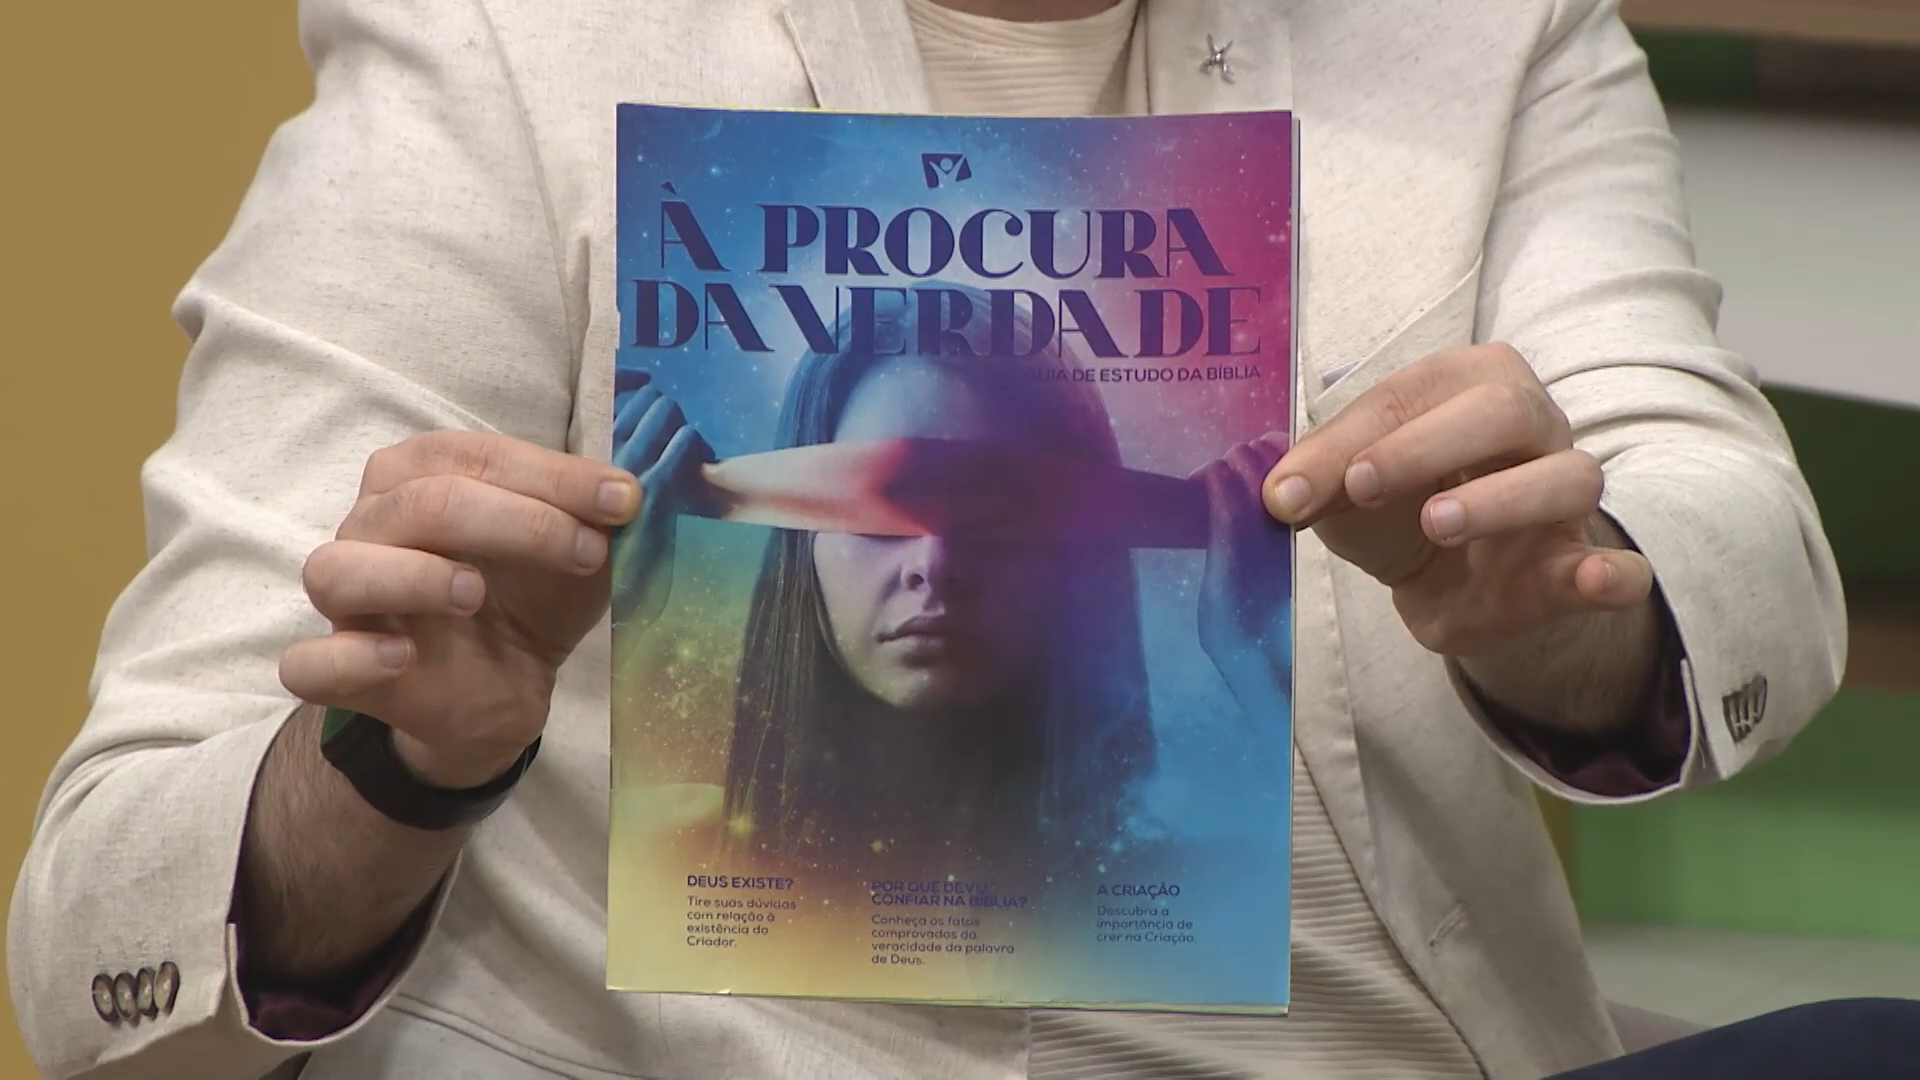 À PROCURA
DA VERDADE
GUIA DE ESTUDO DA BÍBLIA
DEUS EXISTE?
Tire suas dúvidas
com relação à
existência do
Criador.
POR QUE DEVO
CONFIAR NA BÍBLIA?
Conheça os fatos
comprovados da
veracidade da palavra
de Deus.
A CRIAÇÃO
Descubra a
importância de
crer na Criação.